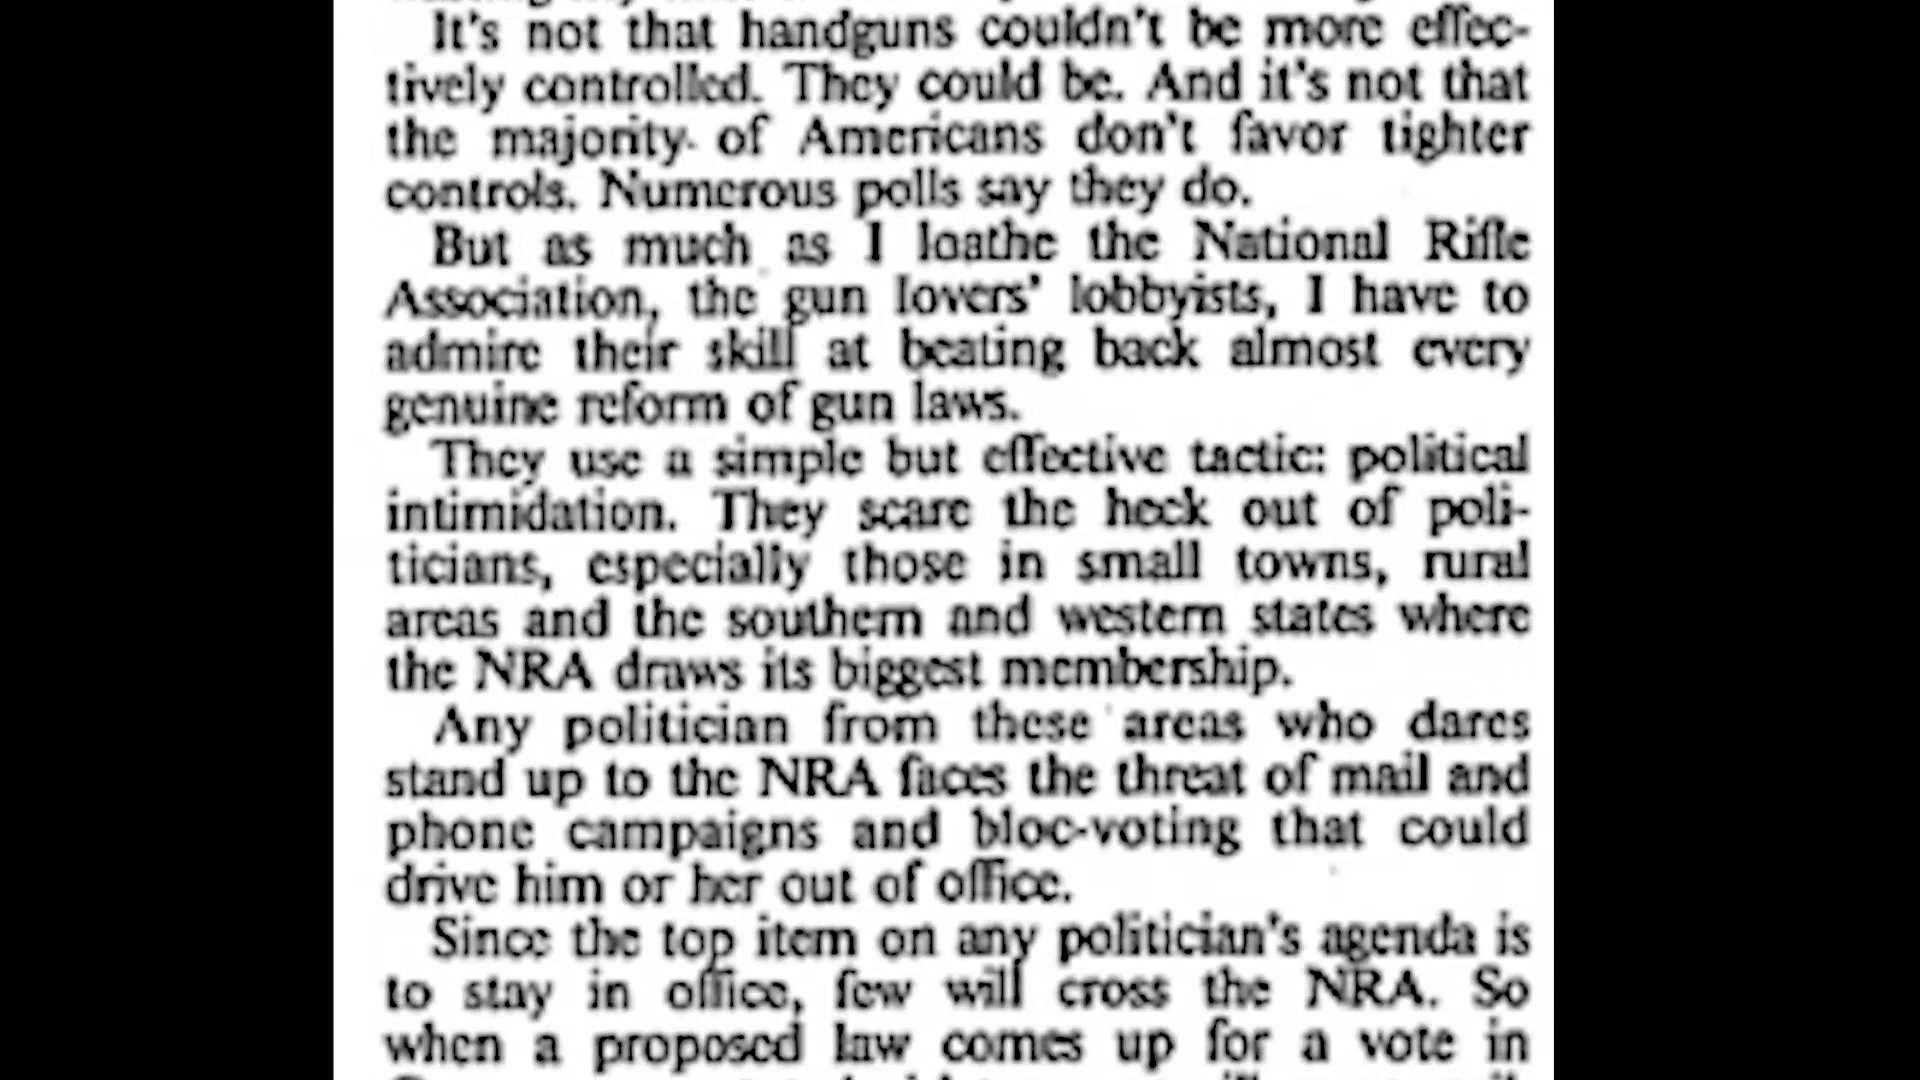 It's not that handguns couldn't be more effec-
tively controlled. They could be. And it's not that
the majority of Americans don't favor tighter
controls. Numerous polls say they do.
But as much as I loathe the National Rifle
Association, the gun lovers' lobbyists, I have to
admire their skill at beating back almost every
genuine reform of gun laws.
They use a simple but effective tactic: political
intimidation. They scare the heck out of poli-
ticians, especially those in small towns, rural
areas and the southern and western states where
the NRA draws its biggest membership.
Any politician from these areas who dares
stand up to the NRA faces the threat of mail and
phone campaigns and bloc-voting that could
drive him or her out of office.
Since the top item on any politician's agenda is
to stay in office, few will cross the NRA. So
when a proposed law comes up for a vote in